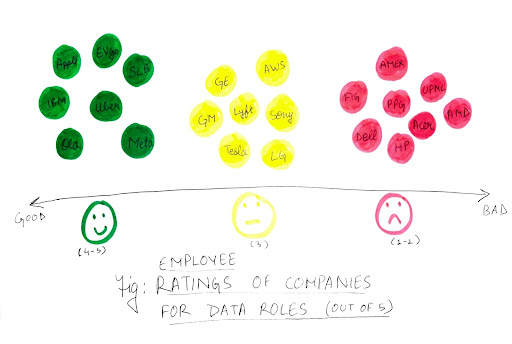 Apple EVgo SLB
IBM Uber
Ola Meta
GE AWS
GM Lyft Sony
Tesla LG
AMEX
FIG PPG AMD
Dell HP Acer
GOOD BAD
(4-5) (3) (1-2)
EMPLOYEE
Fig: RATINGS OF COMPANIES
FOR DATA ROLES (OUT OF 5)